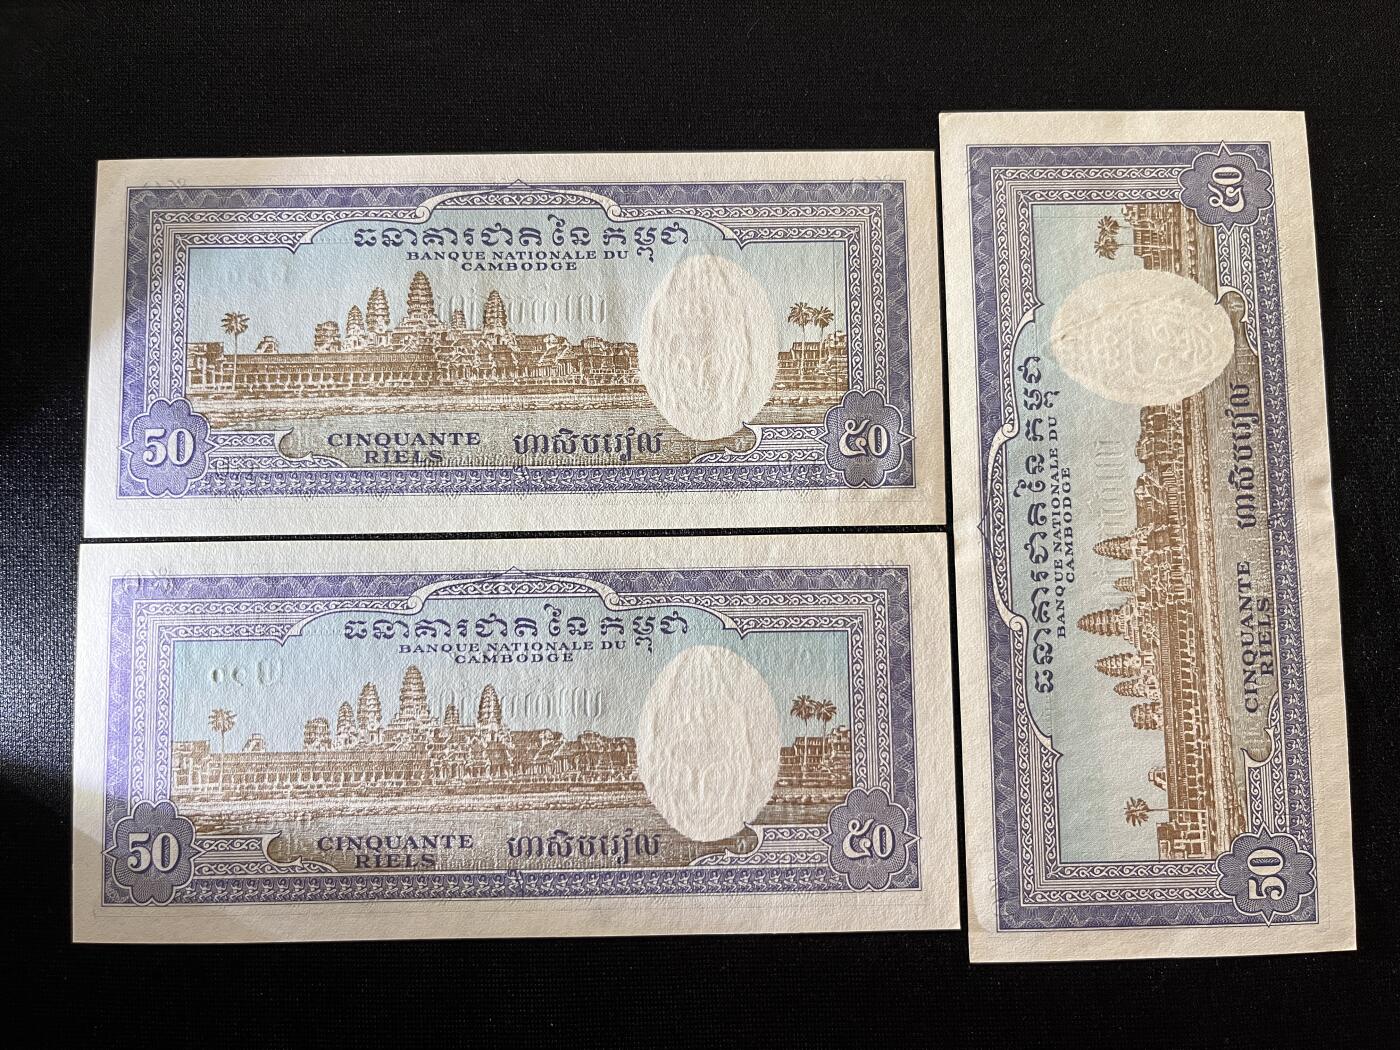 ធនាគារជាតិនៃកម្ពុជា
BANQUE NATIONALE DU
CAMBODGE
50
CINQUANTE
RIELS
ហាសិបរៀល
៥០
ធនាគារជាតិនៃកម្ពុជា
BANQUE NATIONALE DU
CAMBODGE
50
CINQUANTE
RIELS
ហាសិបរៀល
៥០
ធនាគារជាតិនៃកម្ពុជា
BANQUE NATIONALE DU
CAMBODGE
50
CINQUANTE
RIELS
ហាសិបរៀល
៥០